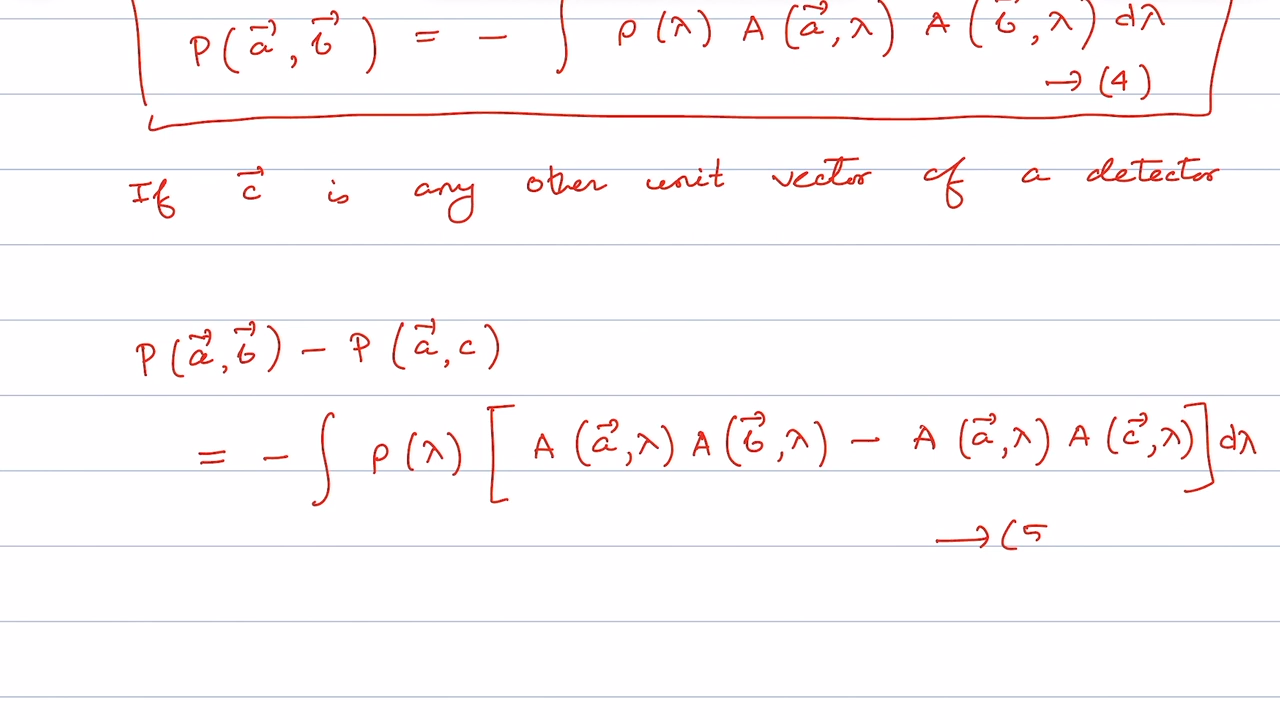 P(a⃗, b⃗) = - ∫ ρ(λ) A(a⃗,λ) A(b⃗,λ) dλ
→ (4)
If c⃗ is any other unit vector of a detector
P(a⃗,b⃗) - P(a⃗,c)
= - ∫ ρ(λ) [ A(a⃗,λ) A(b⃗,λ) - A(a⃗,λ) A(c⃗,λ) ] dλ
→ (5